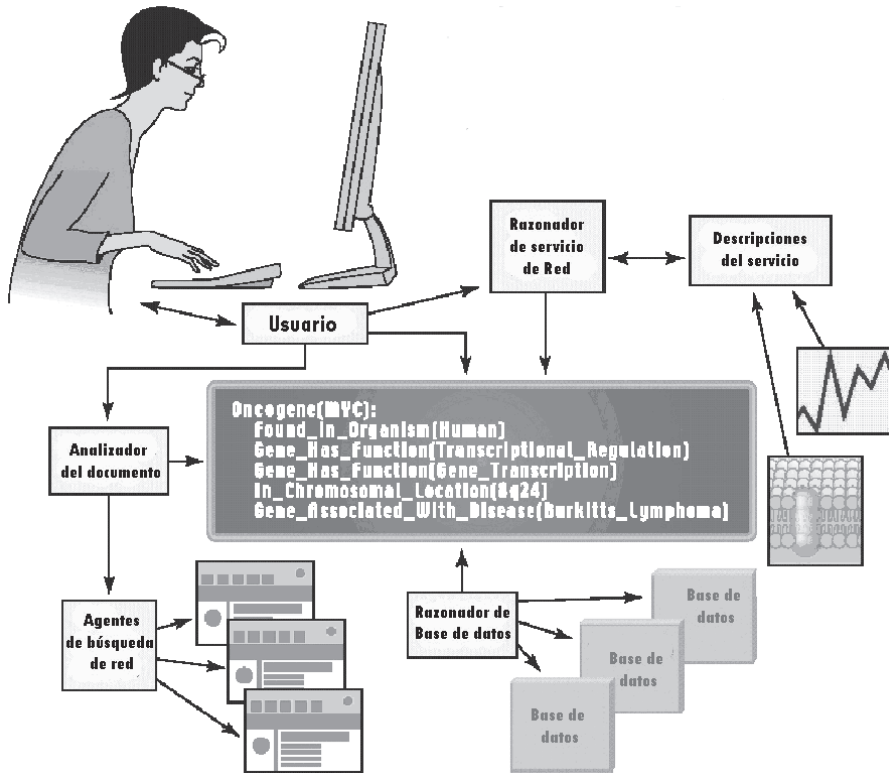 Razonador
de servicio
de Red
Descripciones
del servicio
Usuario
Oncogene(MYC):
Found_In_Organism(Human)
Gene_Has_Function(Transcriptional_Regulation)
Gene_Has_Function(Gene_Transcription)
In_Chromosomal_Location(8q24)
Gene_Associated_With_Disease(Burkitts_Lymphoma)
Analizador
del documento
Agentes
de búsqueda
de red
Razonador de
Base de datos
Base de
datos
Base de
datos
Base de
datos